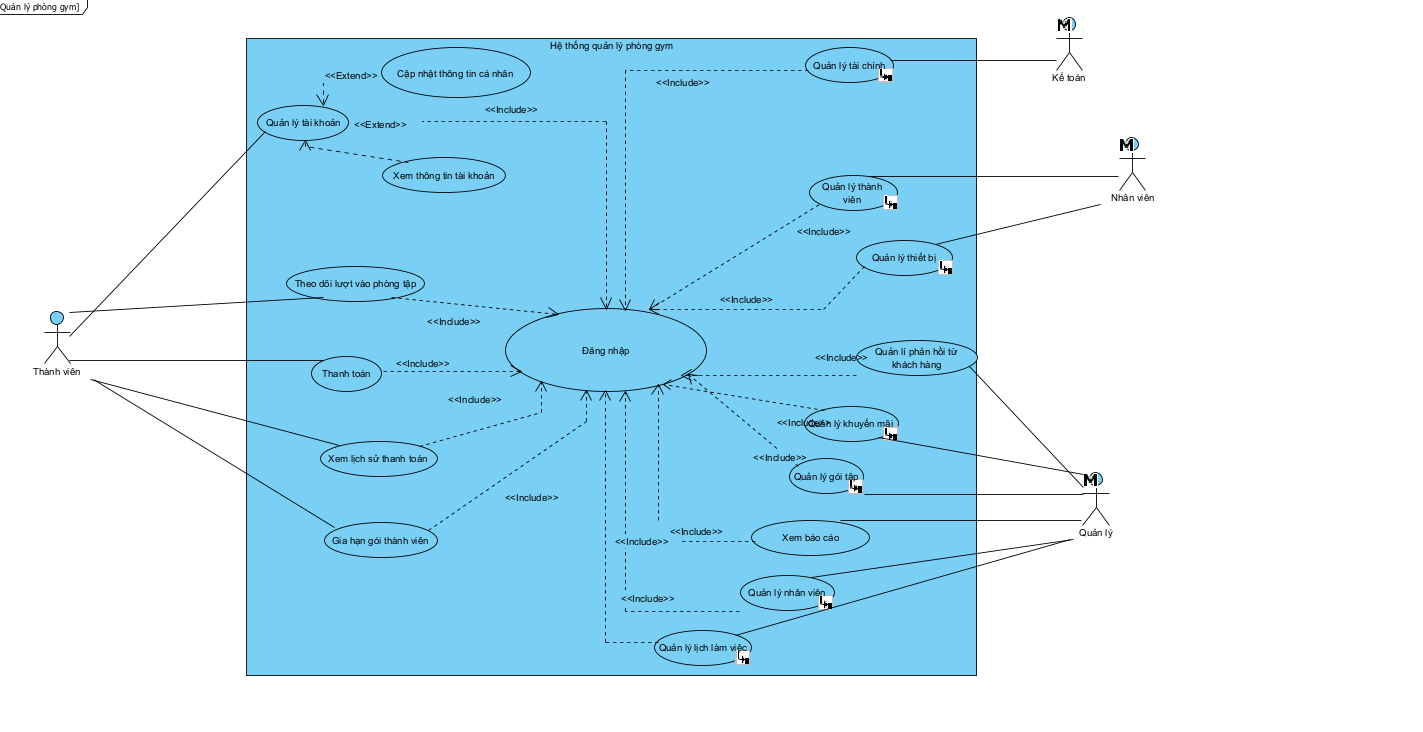 Quản lý phòng gym]
Hệ thống quản lý phòng gym
Cập nhật thông tin cá nhân
<<Extend>>
Quản lý tài khoản
<<Extend>>
<<Include>>
Xem thông tin tài khoản
Quản lý tài chính
<<Include>>
Kế toán
Quản lý thành
viên
Nhân viên
<<Include>>
Quản lý thiết bị
<<Include>>
Theo dõi lượt vào phòng tập
<<Include>>
Thành viên
Đăng nhập
Thanh toán
<<Include>>
<<Include>>
Quản lí phản hồi từ
khách hàng
<<Include>>
<<Include>>
Quản lý khuyến mãi
Xem lịch sử thanh toán
<<Include>>
Quản lý gói tập
<<Include>>
Gia hạn gói thành viên
<<Include>>
<<Include>>
Xem báo cáo
Quản lý
<<Include>>
Quản lý nhân viên
Quản lý lịch làm việc